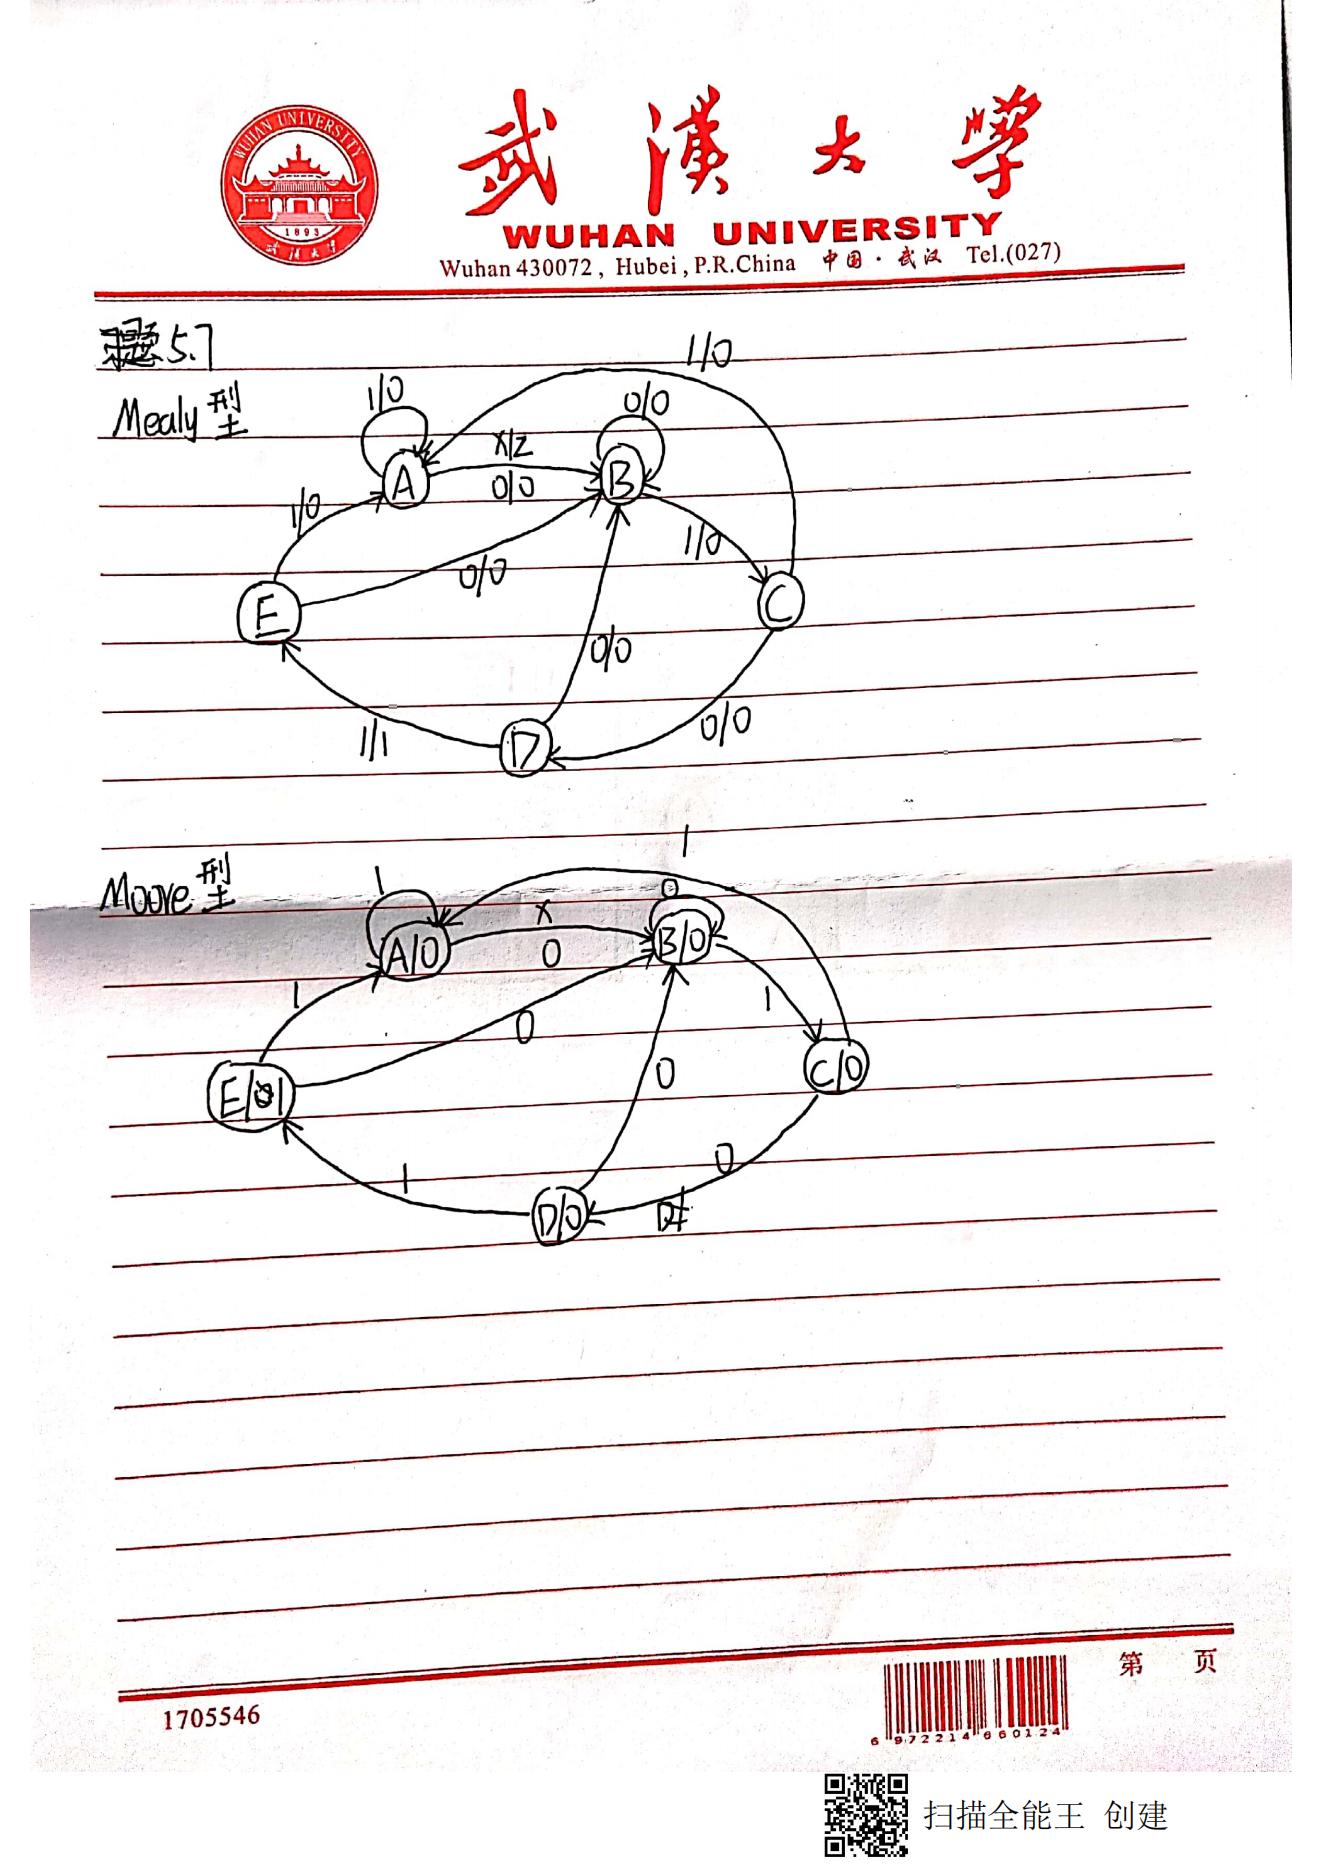 WUHAN UNIVERSITY
1893
武汉大学
武漢大學
WUHAN UNIVERSITY
Wuhan 430072, Hubei, P.R.China 中国·武汉 Tel.(027)
题5.7
1/0
Mealy型
1/0
0/0
x/z
A
B
0/0
1/0
1/0
0/0
E
C
0/0
0/0
1/1
D
1
Moore型
1
0
x
A/0
B/0
0
1
1
0
0
C/0
E/1
0
1
D/0
第 页
1705546
6 972214 660124
扫描全能王 创建